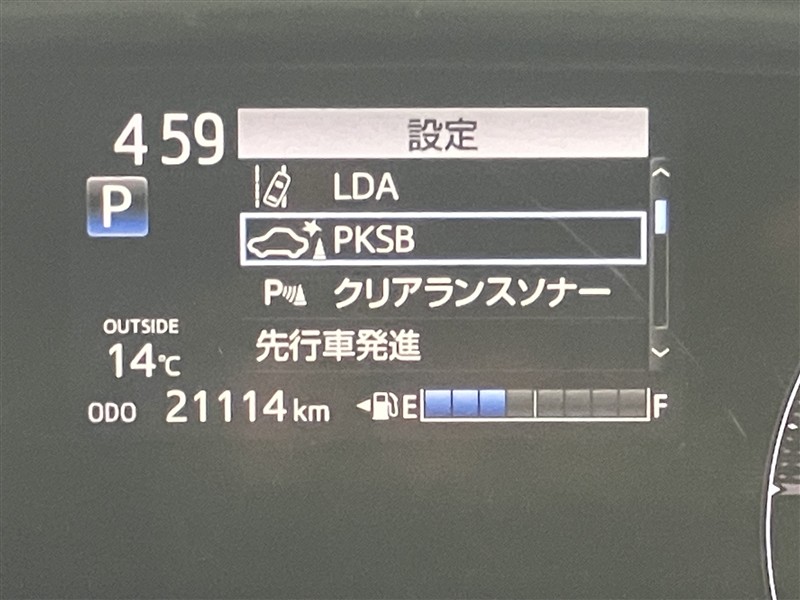 4 59
設定
P
LDA
PKSB
P クリアランスソナー
先行車発進
OUTSIDE
14℃
ODO 21114 km
E F